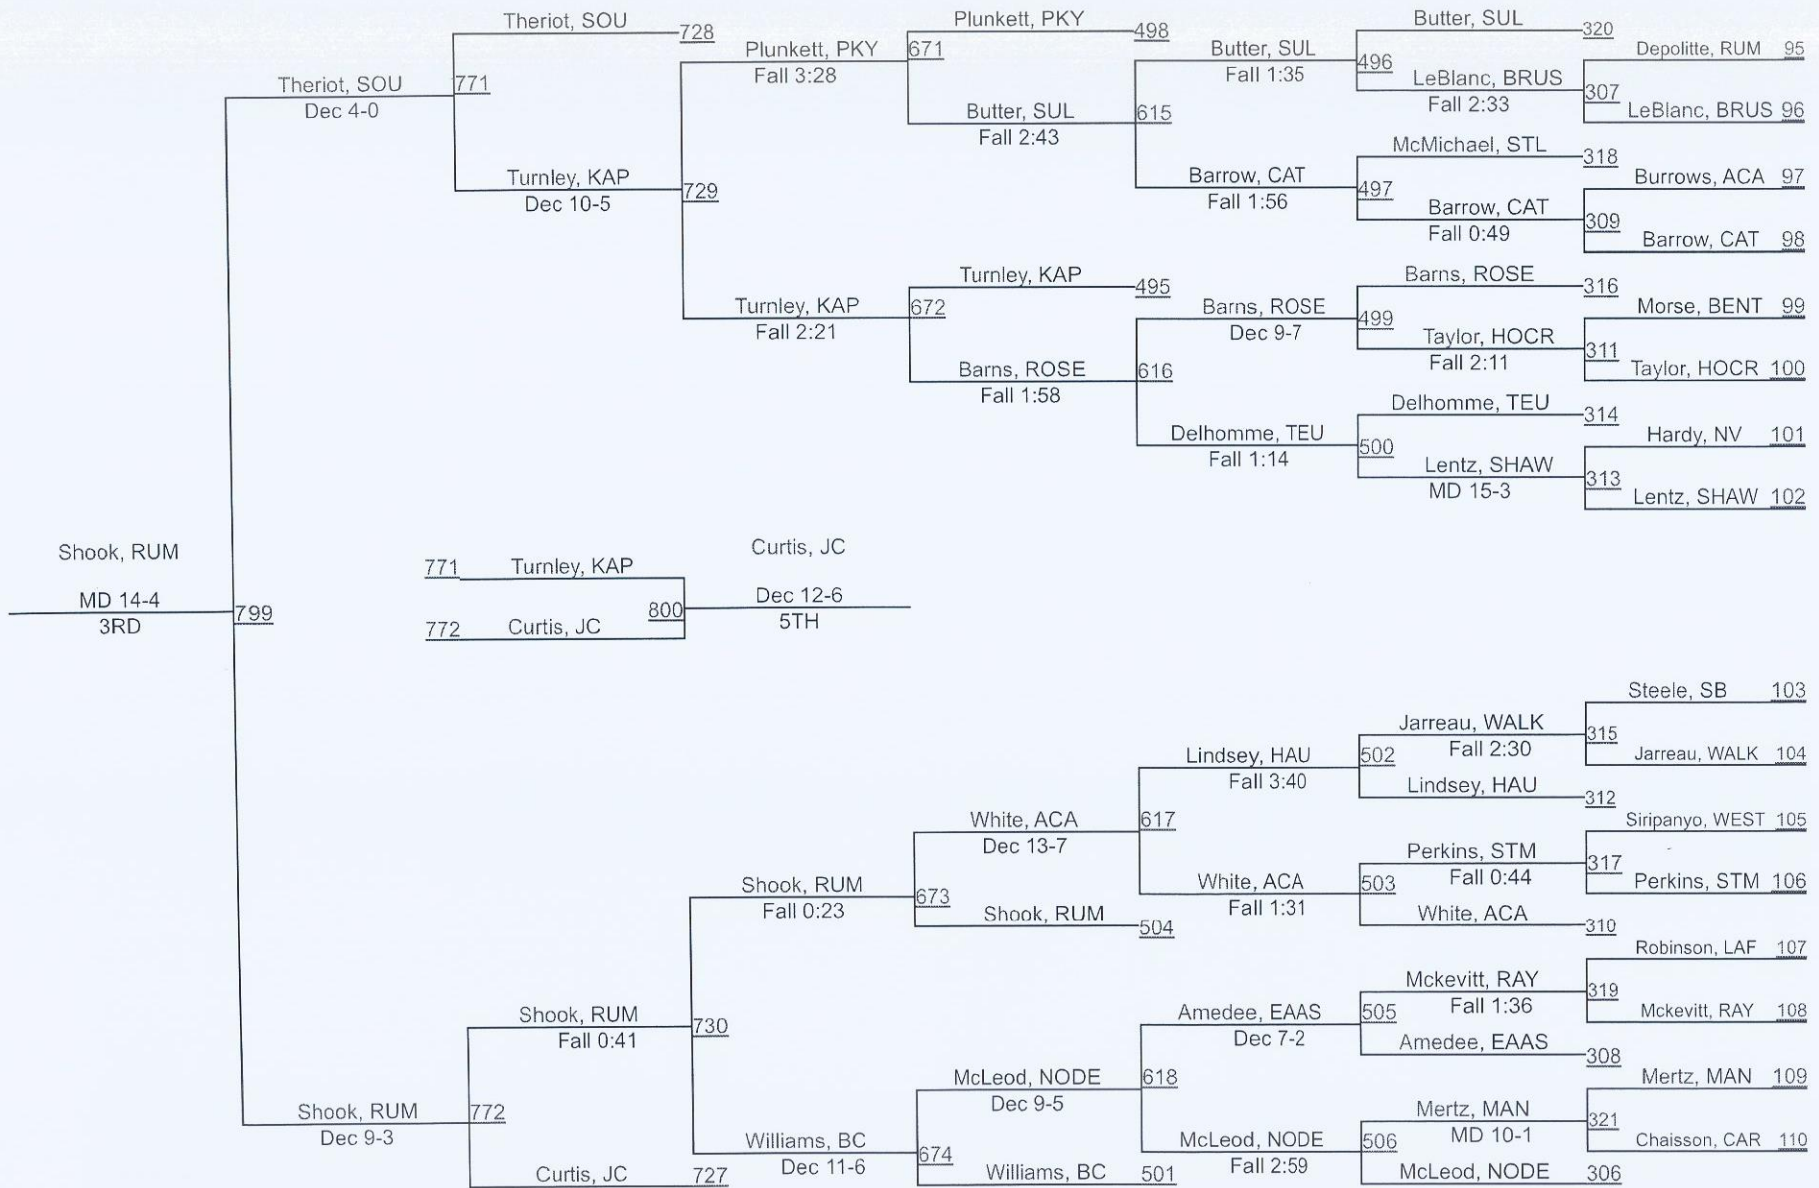 Theriot, SOU 728 Plunkett, PKY 498 Butter, SUL 320
Plunkett, PKY 671 Butter, SUL 496 Depolitte, RUM 95
Fall 3:28 Fall 1:35
Theriot, SOU 771 LeBlanc, BRUS 307
Dec 4-0 Butter, SUL 615 Fall 2:33 LeBlanc, BRUS 96
Fall 2:43 McMichael, STL 318
Turnley, KAP 729 Barrow, CAT 497 Burrows, ACA 97
Dec 10-5 Fall 1:56 Barrow, CAT 309
Fall 0:49 Barrow, CAT 98
Turnley, KAP 495 Barns, ROSE 316
Turnley, KAP 672 Barns, ROSE 499 Morse, BENT 99
Fall 2:21 Dec 9-7 Taylor, HOCR 311
Barns, ROSE 616 Fall 2:11 Taylor, HOCR 100
Fall 1:58 Delhomme, TEU 314
Delhomme, TEU 500 Hardy, NV 101
Fall 1:14 Lentz, SHAW 313
MD 15-3 Lentz, SHAW 102
Shook, RUM 771 Turnley, KAP Curtis, JC
MD 14-4 799 800 Dec 12-6
3RD 772 Curtis, JC 5TH
Steele, SB 103
Jarreau, WALK 315
Lindsey, HAU 502 Fall 2:30 Jarreau, WALK 104
Fall 3:40 Lindsey, HAU 312
White, ACA 617 Siripanyo, WEST 105
Dec 13-7 Perkins, STM 317
Shook, RUM 673 White, ACA 503 Fall 0:44 Perkins, STM 106
Fall 0:23 Fall 1:31
Shook, RUM 504 White, ACA 310
Robinson, LAF 107
Mckevitt, RAY 319
Shook, RUM 730 Amedee, EAAS 505 Fall 1:36 Mckevitt, RAY 108
Fall 0:41 Dec 7-2 Amedee, EAAS 308
McLeod, NODE 618 Mertz, MAN 109
Dec 9-5
Shook, RUM 772 Mertz, MAN 321
Dec 9-3 Williams, BC 674 McLeod, NODE 506 MD 10-1 Chaisson, CAR 110
Dec 11-6 Fall 2:59
Curtis, JC 727 Williams, BC 501 McLeod, NODE 306